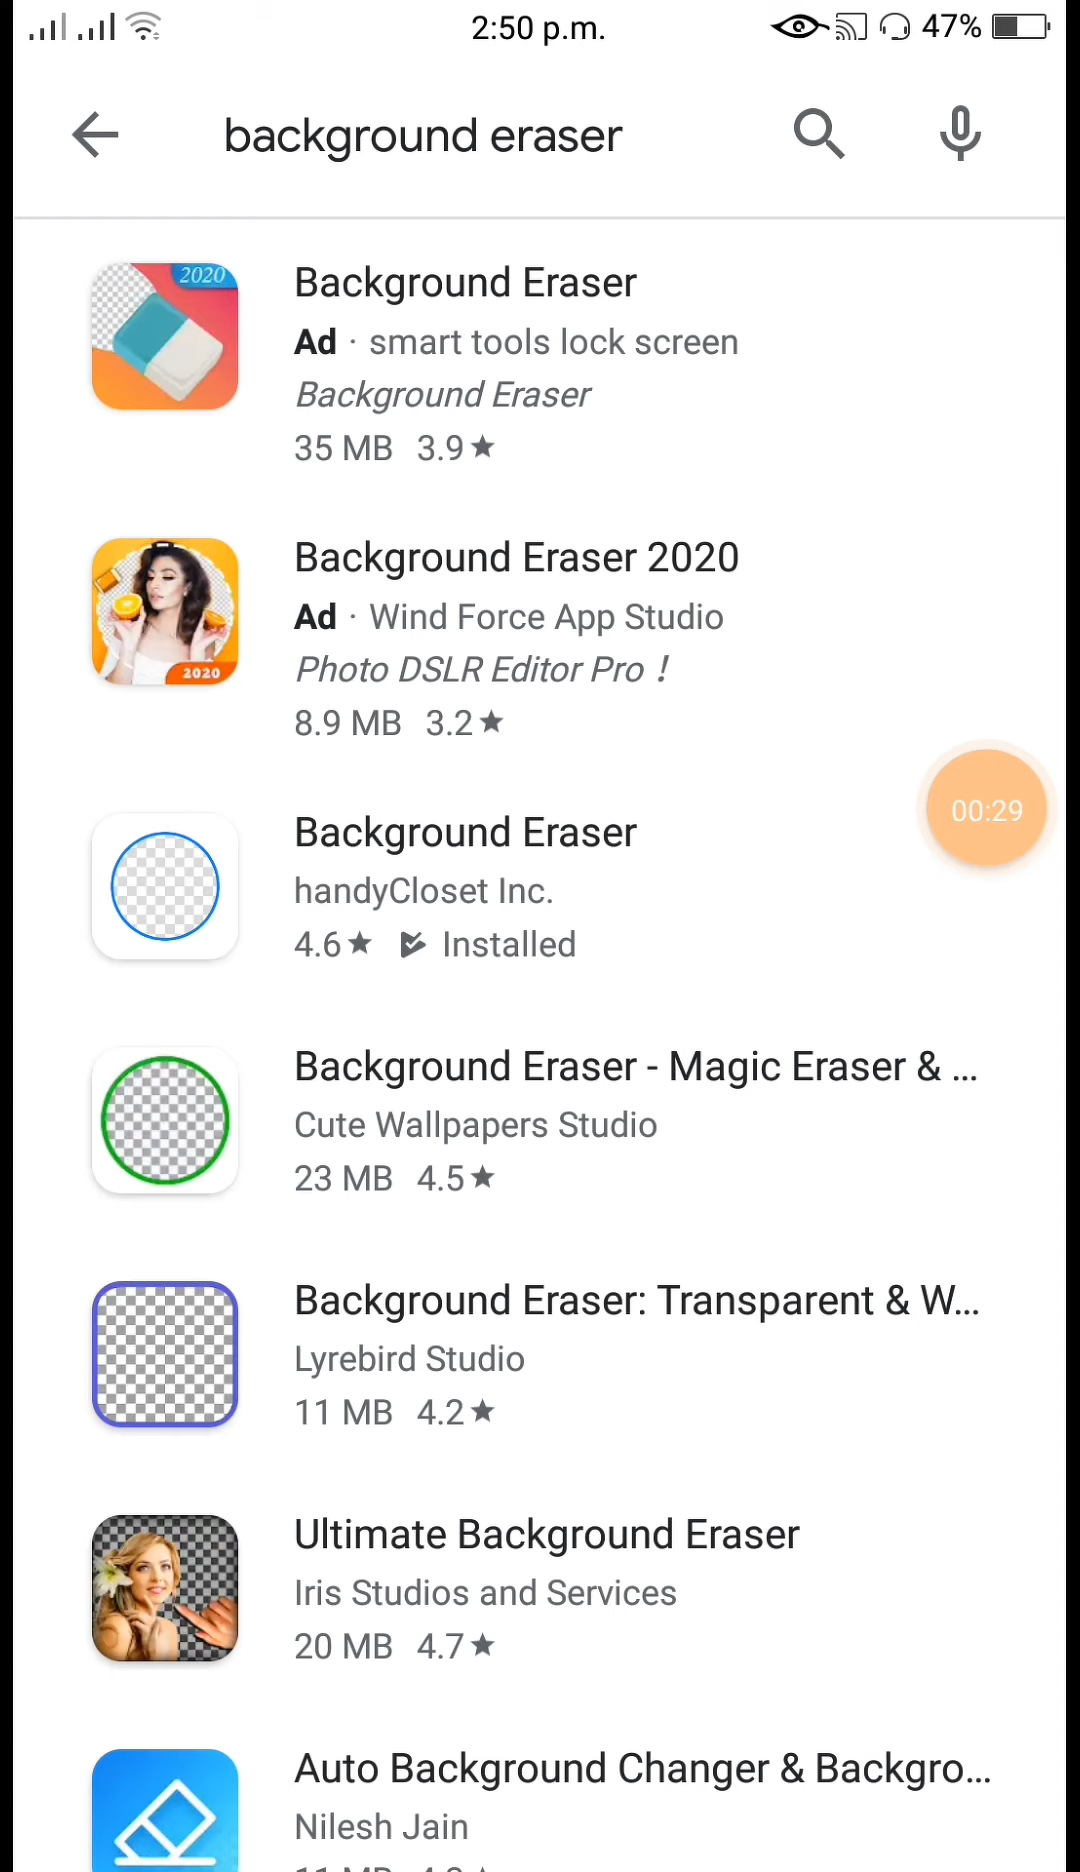 2:50 p.m.
47%
background eraser
2020
Background Eraser
Ad · smart tools lock screen
Background Eraser
35 MB 3.9★
2020
Background Eraser 2020
Ad · Wind Force App Studio
Photo DSLR Editor Pro !
8.9 MB 3.2★
00:29
Background Eraser
handyCloset Inc.
4.6★ Installed
Background Eraser - Magic Eraser & ...
Cute Wallpapers Studio
23 MB 4.5★
Background Eraser: Transparent & W...
Lyrebird Studio
11 MB 4.2★
Ultimate Background Eraser
Iris Studios and Services
20 MB 4.7★
Auto Background Changer & Backgro...
Nilesh Jain